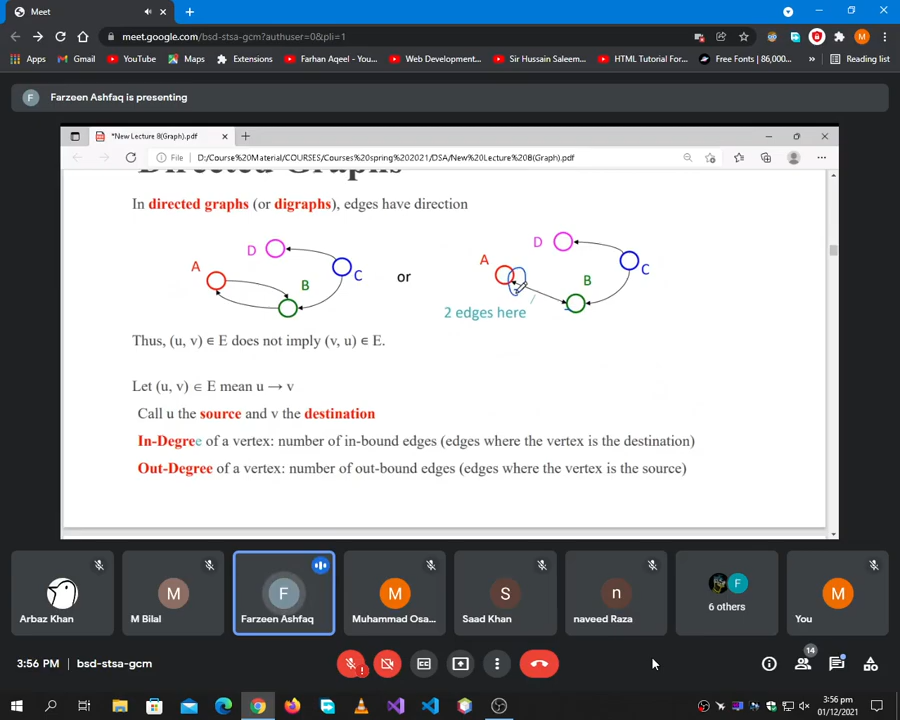 Meet
meet.google.com/bsd-stsa-gcm?authuser=0&pli=1
Apps Gmail YouTube Maps Extensions Farhan Aqeel - You... Web Development... Sir Hussain Saleem... HTML Tutorial For... Free Fonts | 86,000... » Reading list
F Farzeen Ashfaq is presenting
*New Lecture 8(Graph).pdf
File D:/Course%20Material/COURSES/Courses%20spring%202021/DSA/New%20Lecture%208(Graph).pdf
Directed Graphs
In directed graphs (or digraphs), edges have direction
D A B C or D A B C
2 edges here
Thus, (u, v) ∈ E does not imply (v, u) ∈ E.
Let (u, v) ∈ E mean u → v
Call u the source and v the destination
In-Degree of a vertex: number of in-bound edges (edges where the vertex is the destination)
Out-Degree of a vertex: number of out-bound edges (edges where the vertex is the source)
M F M S n F M
Arbaz Khan M Bilal Farzeen Ashfaq Muhammad Osa... Saad Khan naveed Raza 6 others You
3:56 PM | bsd-stsa-gcm
14
3:56 pm
01/12/2021